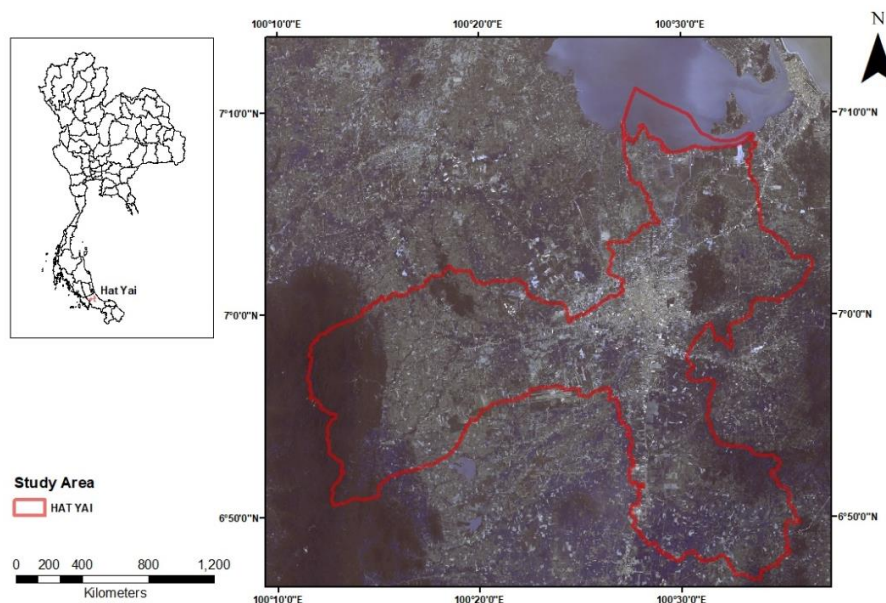 100°10'0"E 100°20'0"E 100°30'0"E
N
7°10'0"N 7°10'0"N
Hat Yai
7°0'0"N 7°0'0"N
Study Area
HAT YAI
6°50'0"N 6°50'0"N
0 200 400 800 1,200
Kilometers
100°10'0"E 100°20'0"E 100°30'0"E